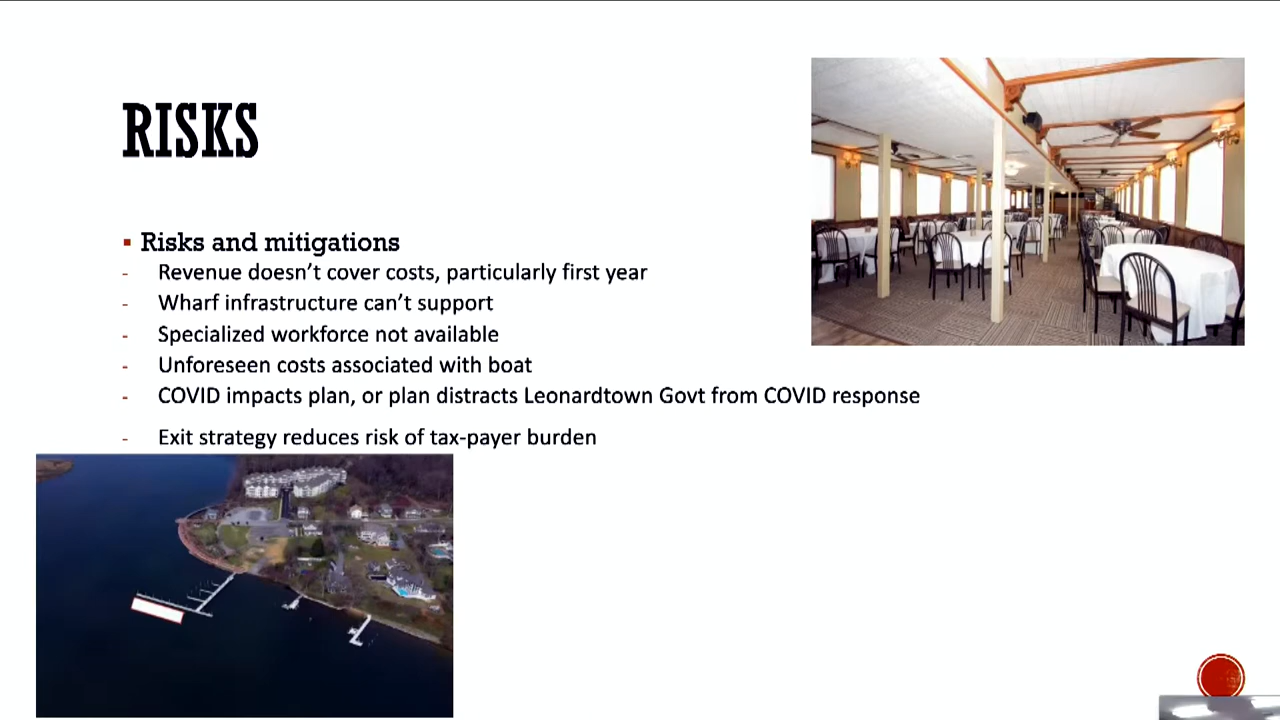 RISKS
Risks and mitigations
- Revenue doesn't cover costs, particularly first year
- Wharf infrastructure can't support
- Specialized workforce not available
- Unforeseen costs associated with boat
- COVID impacts plan, or plan distracts Leonardtown Govt from COVID response
- Exit strategy reduces risk of tax-payer burden